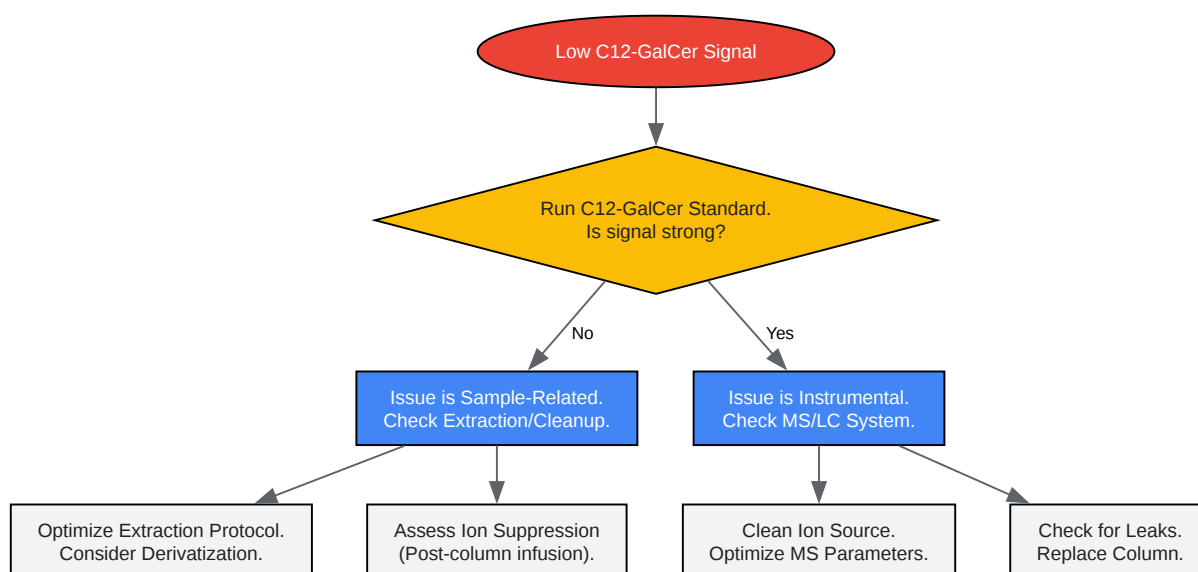 Low C12-GalCer Signal
Run C12-GalCer Standard.
Is signal strong?
No
Yes
Issue is Sample-Related.
Check Extraction/Cleanup.
Issue is Instrumental.
Check MS/LC System.
Optimize Extraction Protocol.
Consider Derivatization.
Assess Ion Suppression
(Post-column infusion).
Clean Ion Source.
Optimize MS Parameters.
Check for Leaks.
Replace Column.